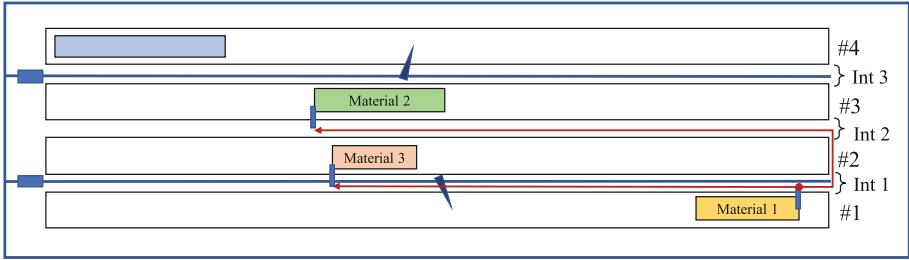 #4
Int 3
Material 2
#3
Int 2
Material 3
#2
Int 1
Material 1
#1